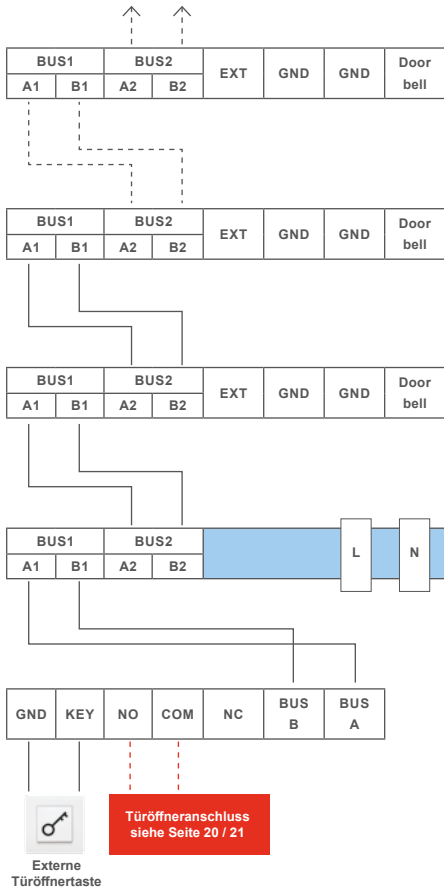 BUS1 BUS2 EXT GND GND Door bell
A1 B1 A2 B2
BUS1 BUS2 EXT GND GND Door bell
A1 B1 A2 B2
BUS1 BUS2 EXT GND GND Door bell
A1 B1 A2 B2
BUS1 BUS2 L N
A1 B1 A2 B2
GND KEY NO COM NC BUS B BUS A
Türöffneranschluss
siehe Seite 20 / 21
Externe
Türöffnertaste